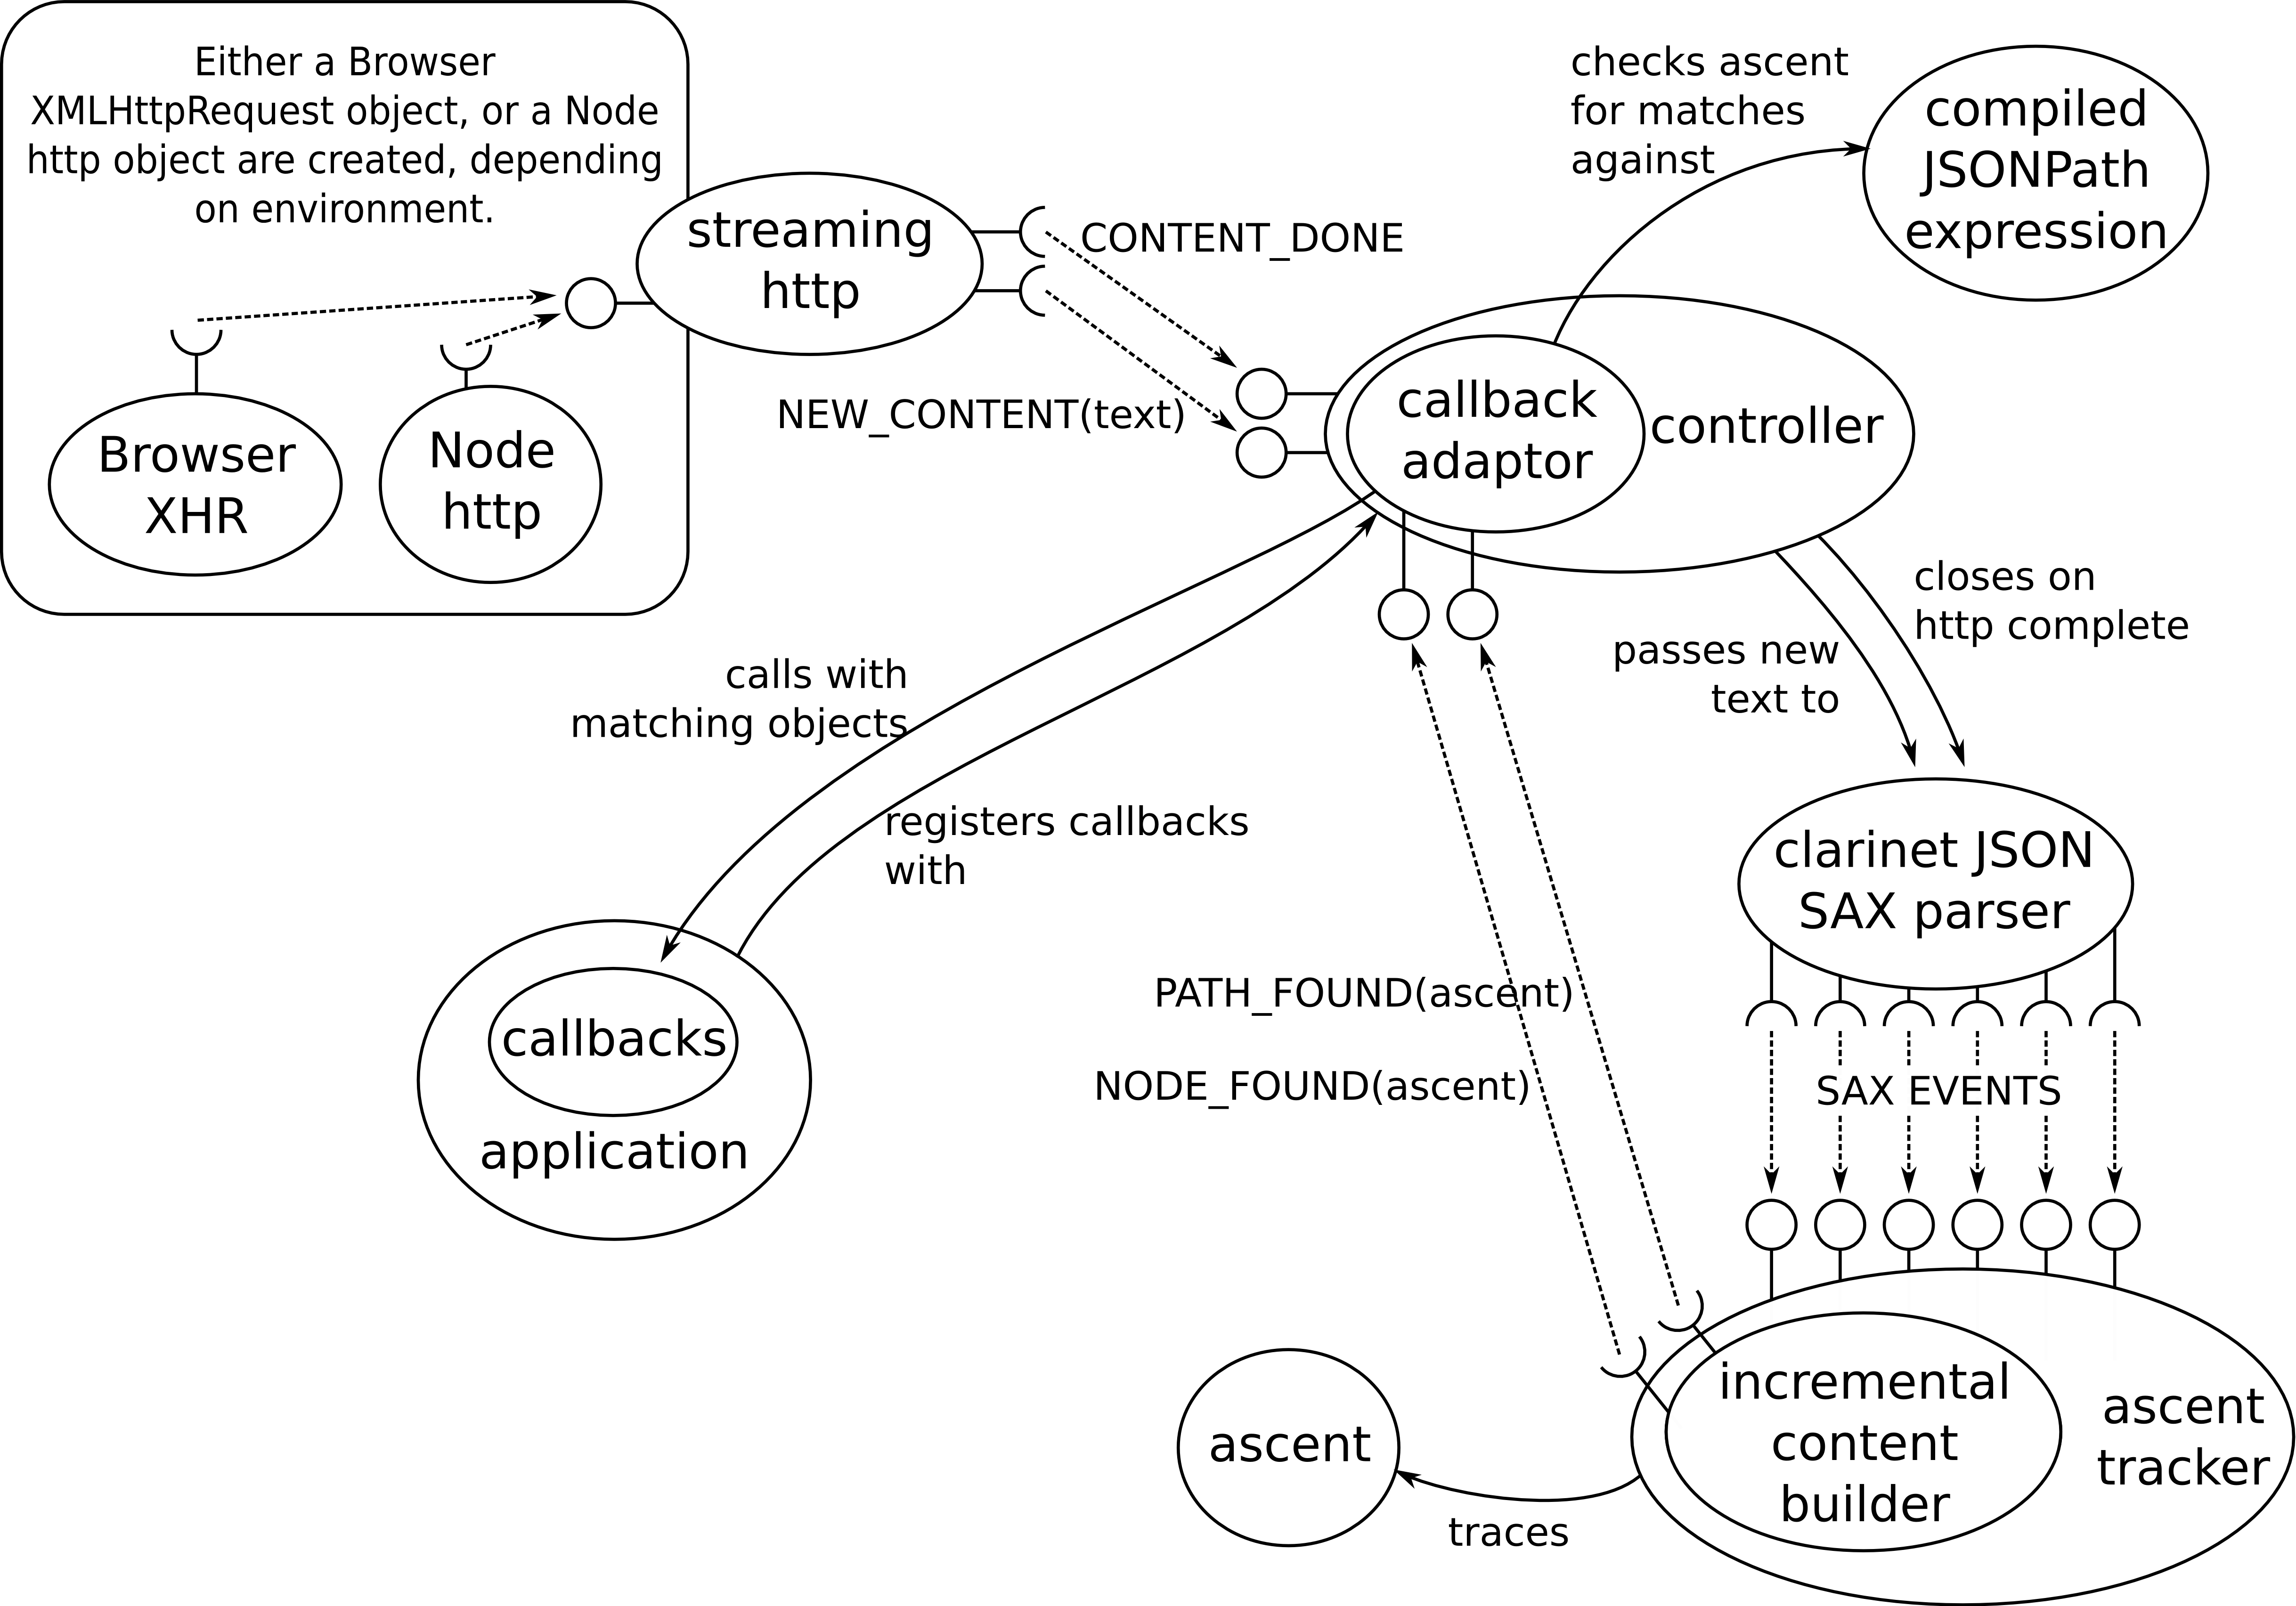 Either a Browser
XMLHttpRequest object, or a Node
http object are created, depending
on environment.
streaming
http
Browser
XHR
Node
http
CONTENT_DONE
NEW_CONTENT(text)
checks ascent
for matches
against
compiled
JSONPath
expression
callback
adaptor
controller
closes on
http complete
passes new
text to
calls with
matching objects
registers callbacks
with
callbacks
application
clarinet JSON
SAX parser
PATH_FOUND(ascent)
NODE_FOUND(ascent)
SAX EVENTS
incremental
content
builder
ascent
tracker
ascent
traces